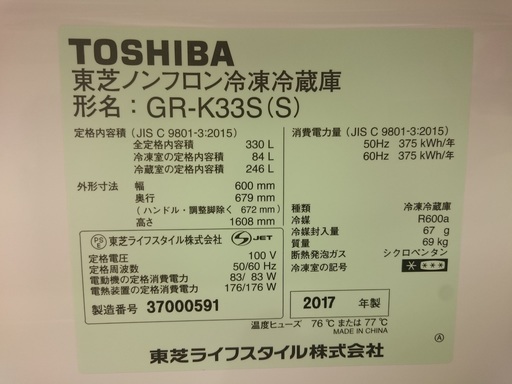 TOSHIBA
東芝ノンフロン冷凍冷蔵庫
形名：GR-K33S(S)
定格内容積（JIS C 9801-3:2015）
全定格内容積 330 L
冷凍室の定格内容積 84 L
冷蔵室の定格内容積 246 L
外形寸法 幅 600 mm
奥行 679 mm
（ハンドル・調整脚除く 672 mm）
高さ 1608 mm
消費電力量（JIS C 9801-3:2015）
50Hz 375 kWh/年
60Hz 375 kWh/年
種類 冷凍冷蔵庫
冷媒 R600a
冷媒封入量 67 g
質量 69 kg
断熱発泡ガス シクロペンタン
冷凍室の記号
PS E 東芝ライフスタイル株式会社 S JET
定格電圧 100 V
定格周波数 50/60 Hz
電動機の定格消費電力 83/ 83 W
電熱装置の定格消費電力 176/176 W
製造番号 37000591
2017 年製
温度ヒューズ 76℃ または 77℃
MADE IN CHINA
東芝ライフスタイル株式会社
Ⓐ